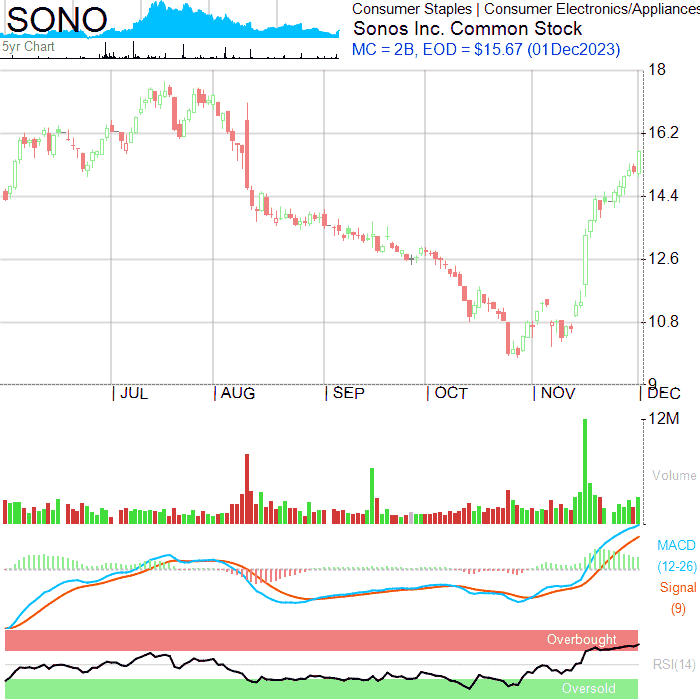 SONO
Consumer Staples | Consumer Electronics/Appliances
Sonos Inc. Common Stock
MC = 2B, EOD = $15.67 (01Dec2023)
5yr Chart
18
16.2
14.4
12.6
10.8
9
| JUL | AUG | SEP | OCT | NOV | DEC
12M
Volume
MACD
(12-26)
Signal
(9)
Overbought
RSI(14)
Oversold